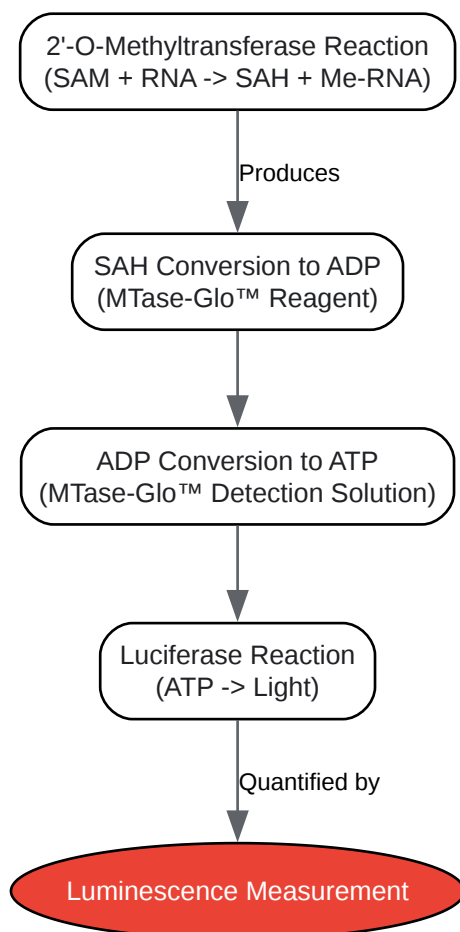 2'-O-Methyltransferase Reaction
(SAM + RNA -> SAH + Me-RNA)
Produces
SAH Conversion to ADP
(MTase-Glo™ Reagent)
ADP Conversion to ATP
(MTase-Glo™ Detection Solution)
Luciferase Reaction
(ATP -> Light)
Quantified by
Luminescence Measurement